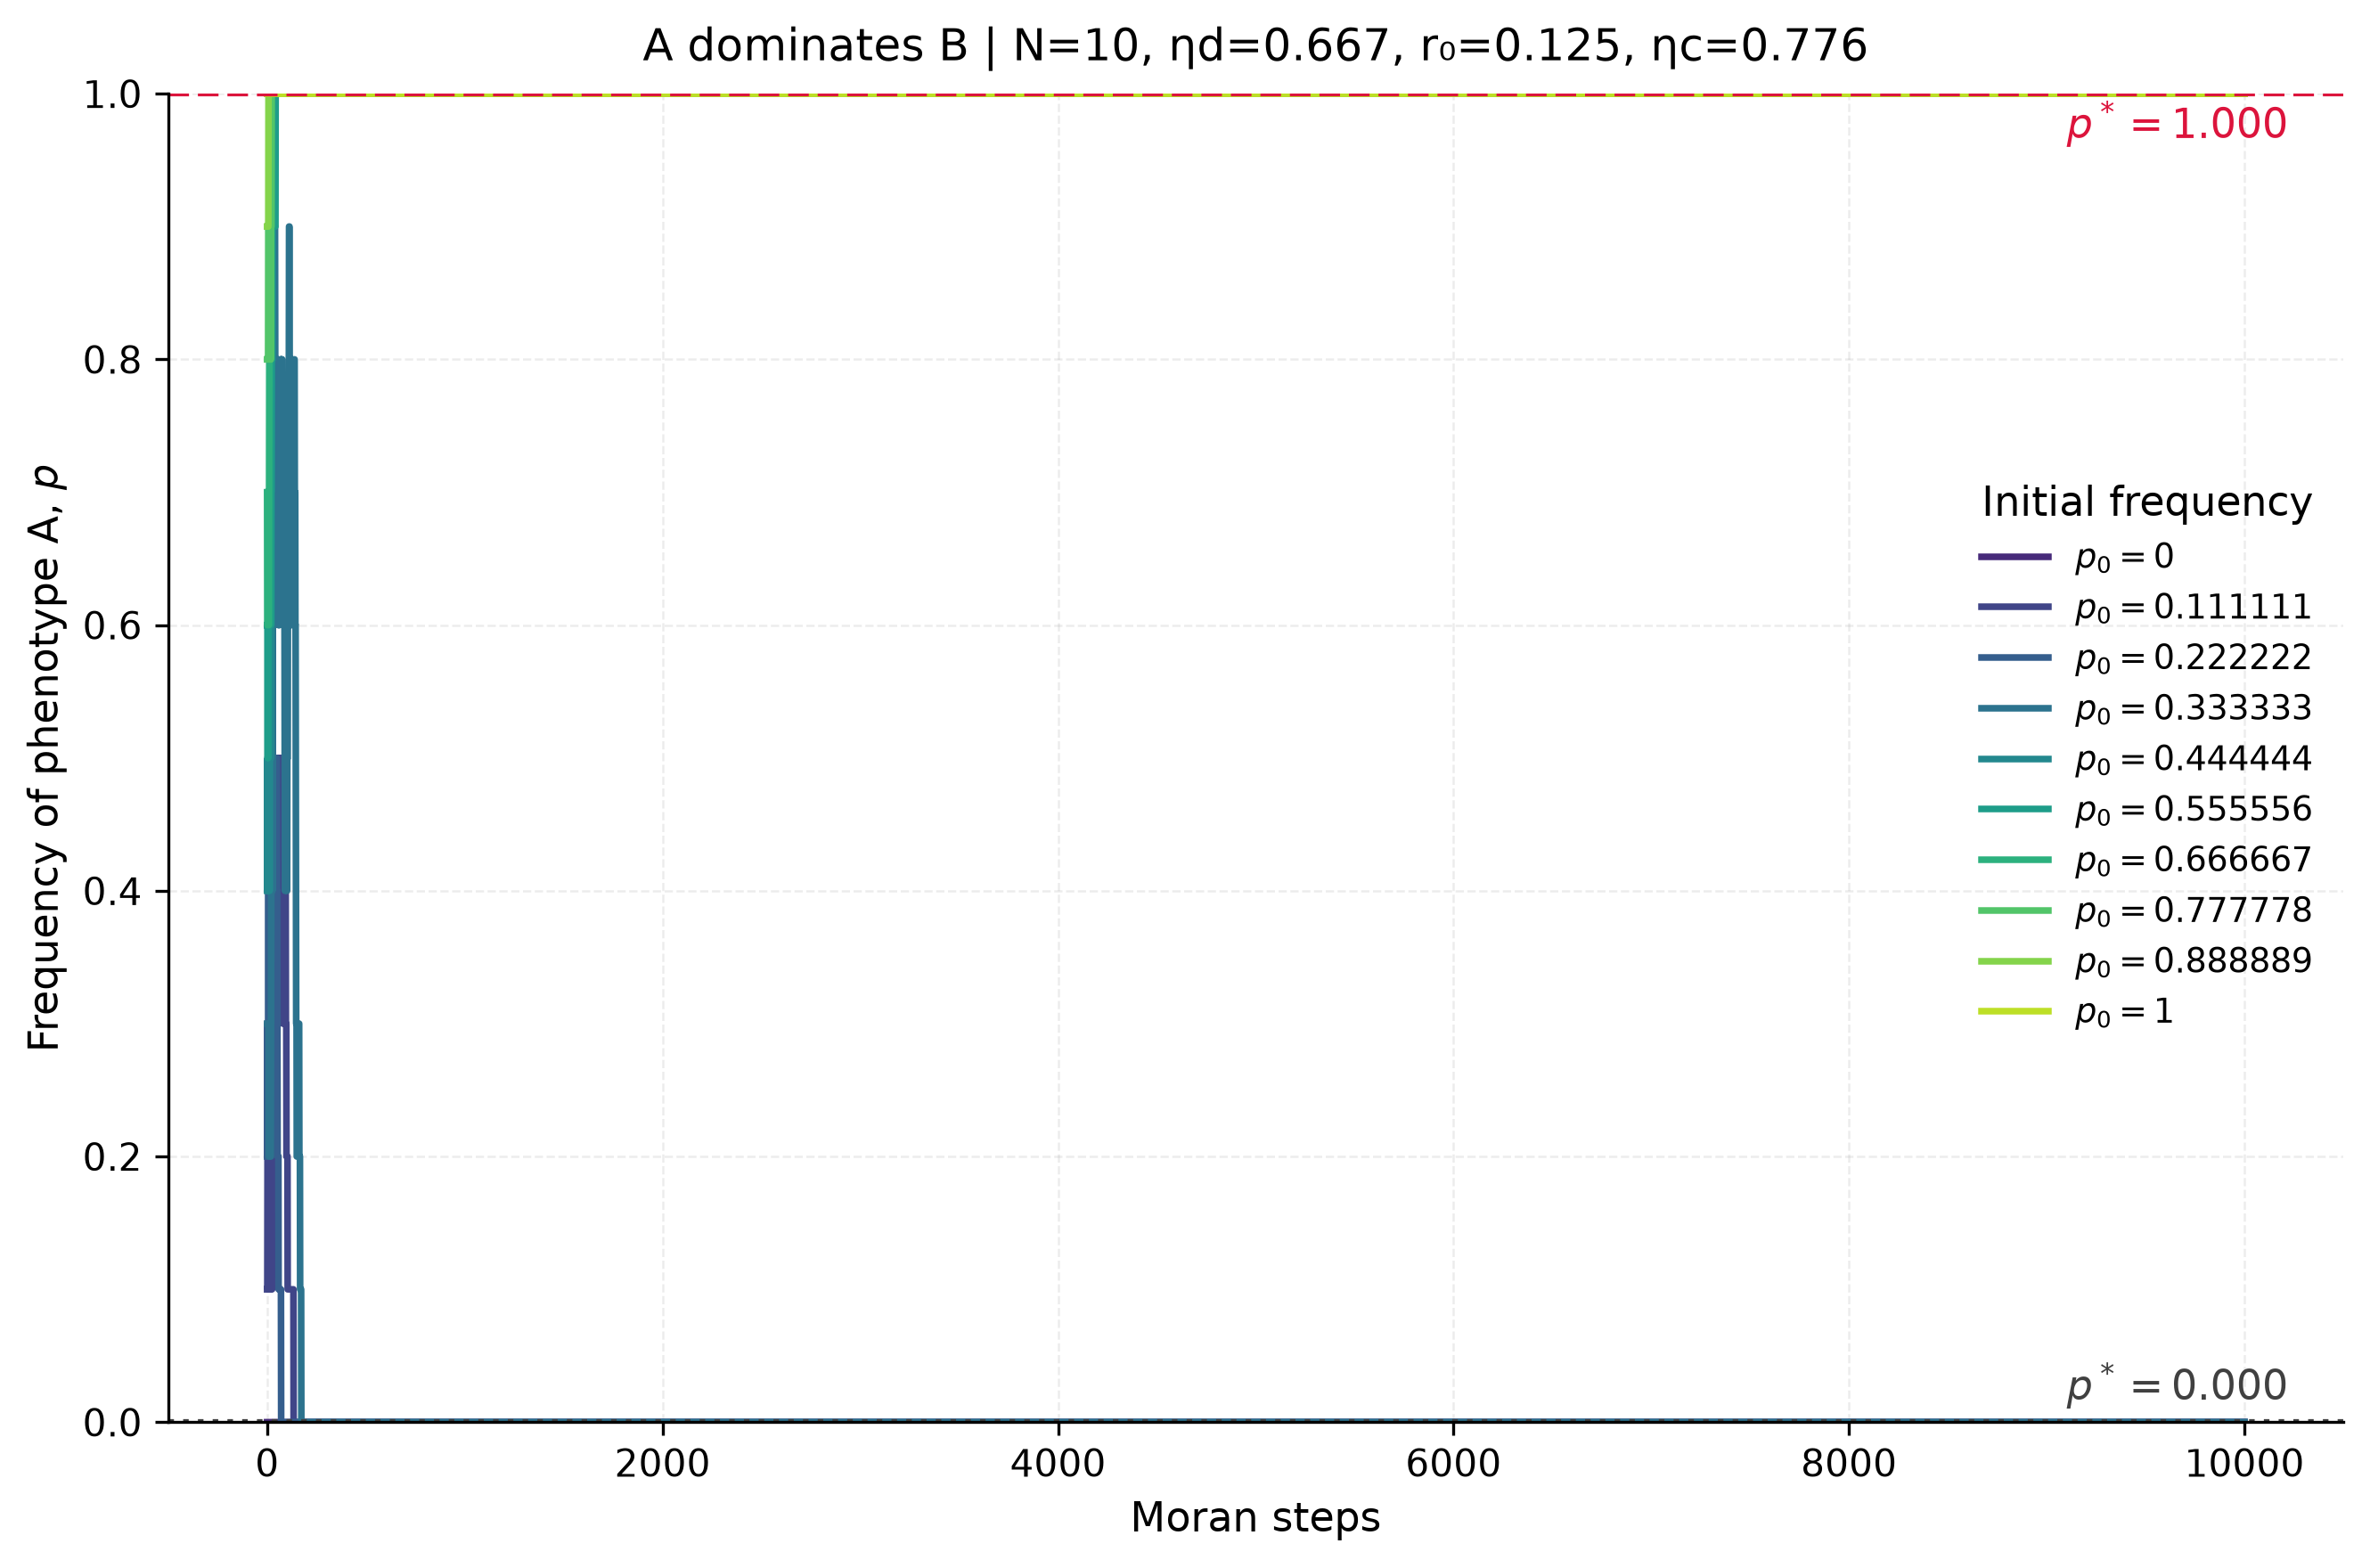 A dominates B | N=10, ηd=0.667, r₀=0.125, ηc=0.776
1.0
0.8
0.6
0.4
0.2
0.0
Frequency of phenotype A, p
p* = 1.000
Initial frequency
p₀ = 0
p₀ = 0.111111
p₀ = 0.222222
p₀ = 0.333333
p₀ = 0.444444
p₀ = 0.555556
p₀ = 0.666667
p₀ = 0.777778
p₀ = 0.888889
p₀ = 1
p* = 0.000
0 2000 4000 6000 8000 10000
Moran steps